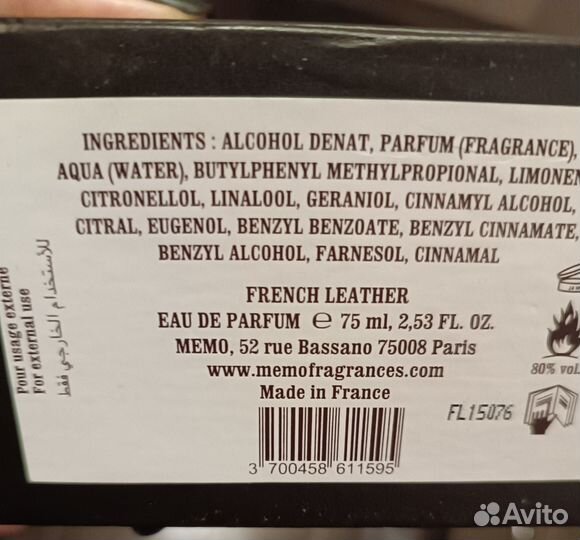 INGREDIENTS : ALCOHOL DENAT, PARFUM (FRAGRANCE),
AQUA (WATER), BUTYLPHENYL METHYLPROPIONAL, LIMONEN
CITRONELLOL, LINALOOL, GERANIOL, CINNAMYL ALCOHOL,
CITRAL, EUGENOL, BENZYL BENZOATE, BENZYL CINNAMATE,
BENZYL ALCOHOL, FARNESOL, CINNAMAL
FRENCH LEATHER
EAU DE PARFUM ℮ 75 ml, 2,53 FL. OZ.
MEMO, 52 rue Bassano 75008 Paris
www.memofragrances.com
Made in France
3 700458 611595
FL15076
80% vol.
Pour usage externe
For external use
للاستخدام الخارجي فقط
Avito